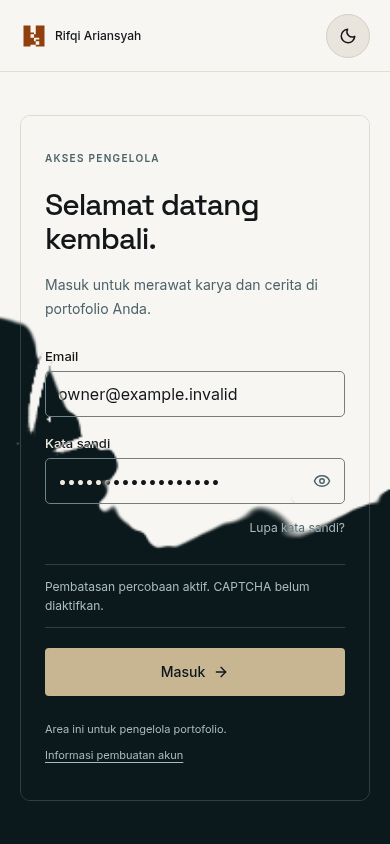 Rifqi Ariansyah
AKSES PENGELOLA
Selamat datang
kembali.
Masuk untuk merawat karya dan cerita di
portofolio Anda.
Email
owner@example.invalid
Kata sandi
••••••••••••••••••
Lupa kata sandi?
Pembatasan percobaan aktif. CAPTCHA belum
diaktifkan.
Masuk →
Area ini untuk pengelola portofolio.
Informasi pembuatan akun